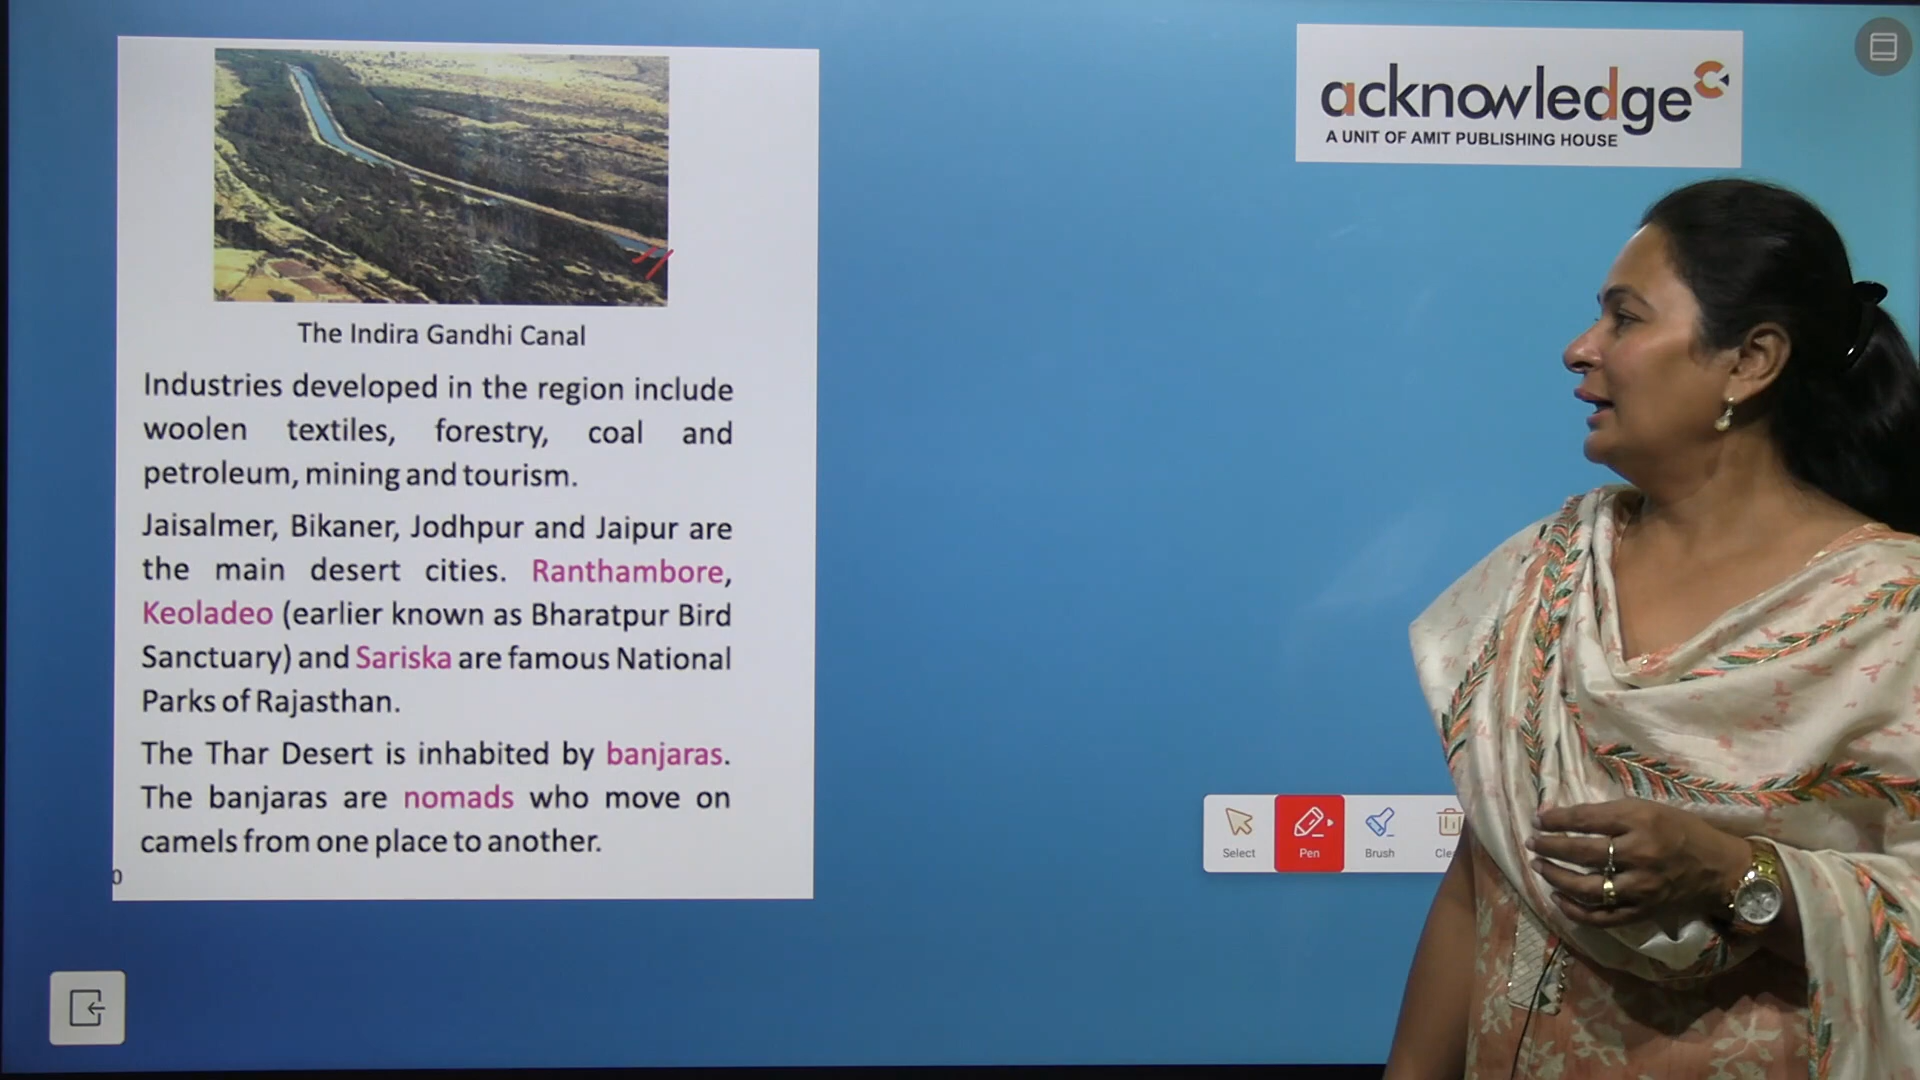 acknowledge
A UNIT OF AMIT PUBLISHING HOUSE
The Indira Gandhi Canal
Industries developed in the region include
woolen textiles, forestry, coal and
petroleum, mining and tourism.
Jaisalmer, Bikaner, Jodhpur and Jaipur are
the main desert cities. Ranthambore,
Keoladeo (earlier known as Bharatpur Bird
Sanctuary) and Sariska are famous National
Parks of Rajasthan.
The Thar Desert is inhabited by banjaras.
The banjaras are nomads who move on
camels from one place to another.
0
Select Pen Brush Cle